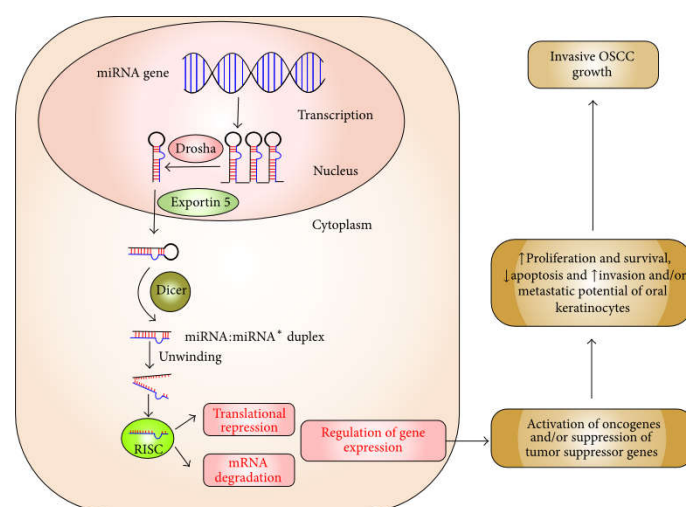 miRNA gene
Transcription
Drosha
Nucleus
Exportin 5
Cytoplasm
Dicer
miRNA:miRNA* duplex
Unwinding
RISC
Translational
repression
mRNA
degradation
Regulation of gene
expression
Invasive OSCC
growth
↑Proliferation and survival,
↓apoptosis and ↑invasion and/or
metastatic potential of oral
keratinocytes
Activation of oncogenes
and/or suppression of
tumor suppressor genes